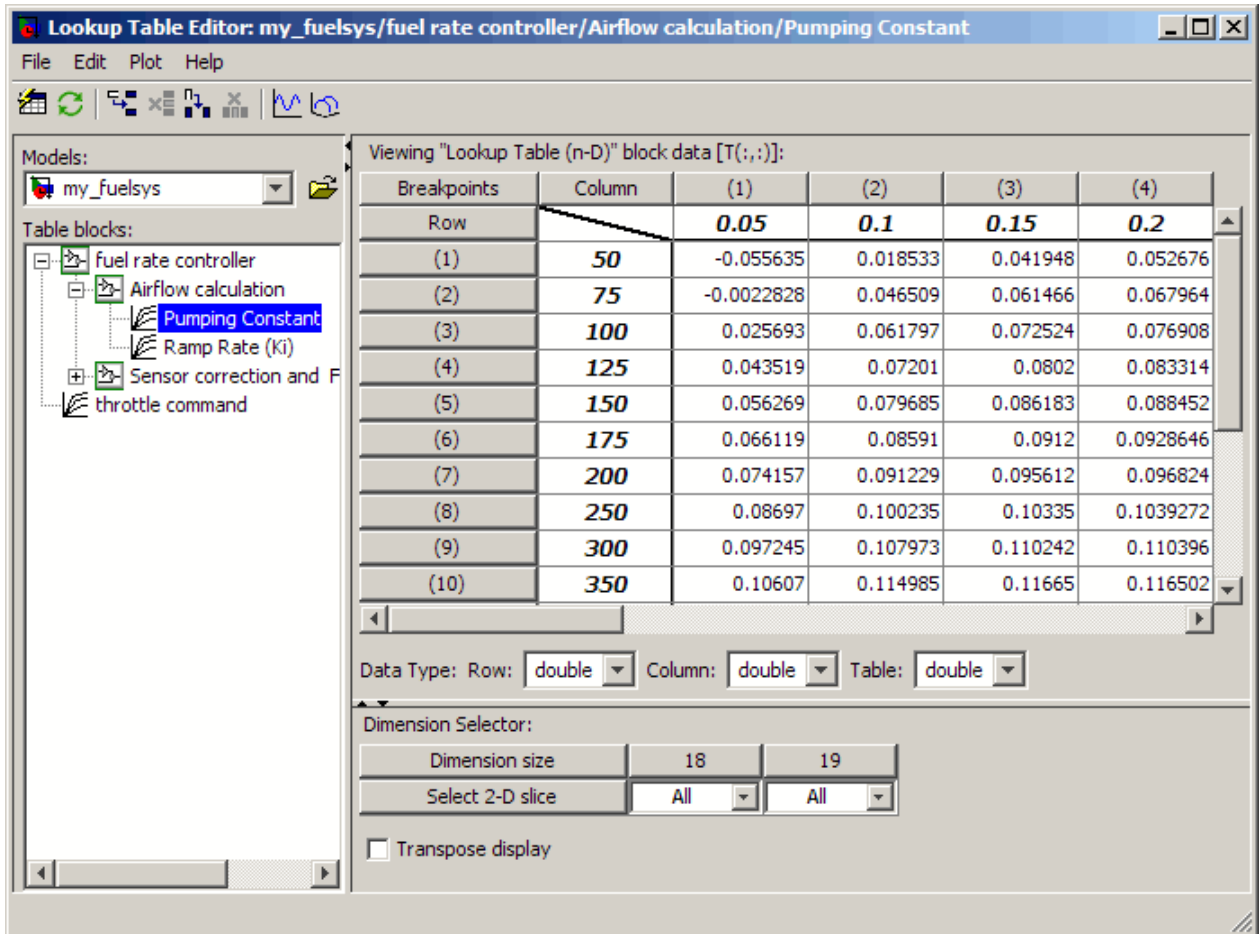 Lookup Table Editor: my_fuelsys/fuel rate controller/Airflow calculation/Pumping Constant
File Edit Plot Help
Models:
my_fuelsys
Table blocks:
fuel rate controller
Airflow calculation
Pumping Constant
Ramp Rate (Ki)
Sensor correction and F
throttle command
Viewing "Lookup Table (n-D)" block data [T(:,:)]:
Breakpoints Column (1) (2) (3) (4)
Row 0.05 0.1 0.15 0.2
(1) 50 -0.055635 0.018533 0.041948 0.052676
(2) 75 -0.0022828 0.046509 0.061466 0.067964
(3) 100 0.025693 0.061797 0.072524 0.076908
(4) 125 0.043519 0.07201 0.0802 0.083314
(5) 150 0.056269 0.079685 0.086183 0.088452
(6) 175 0.066119 0.08591 0.0912 0.0928646
(7) 200 0.074157 0.091229 0.095612 0.096824
(8) 250 0.08697 0.100235 0.10335 0.1039272
(9) 300 0.097245 0.107973 0.110242 0.110396
(10) 350 0.10607 0.114985 0.11665 0.116502
Data Type: Row: double Column: double Table: double
Dimension Selector:
Dimension size 18 19
Select 2-D slice All All
Transpose display